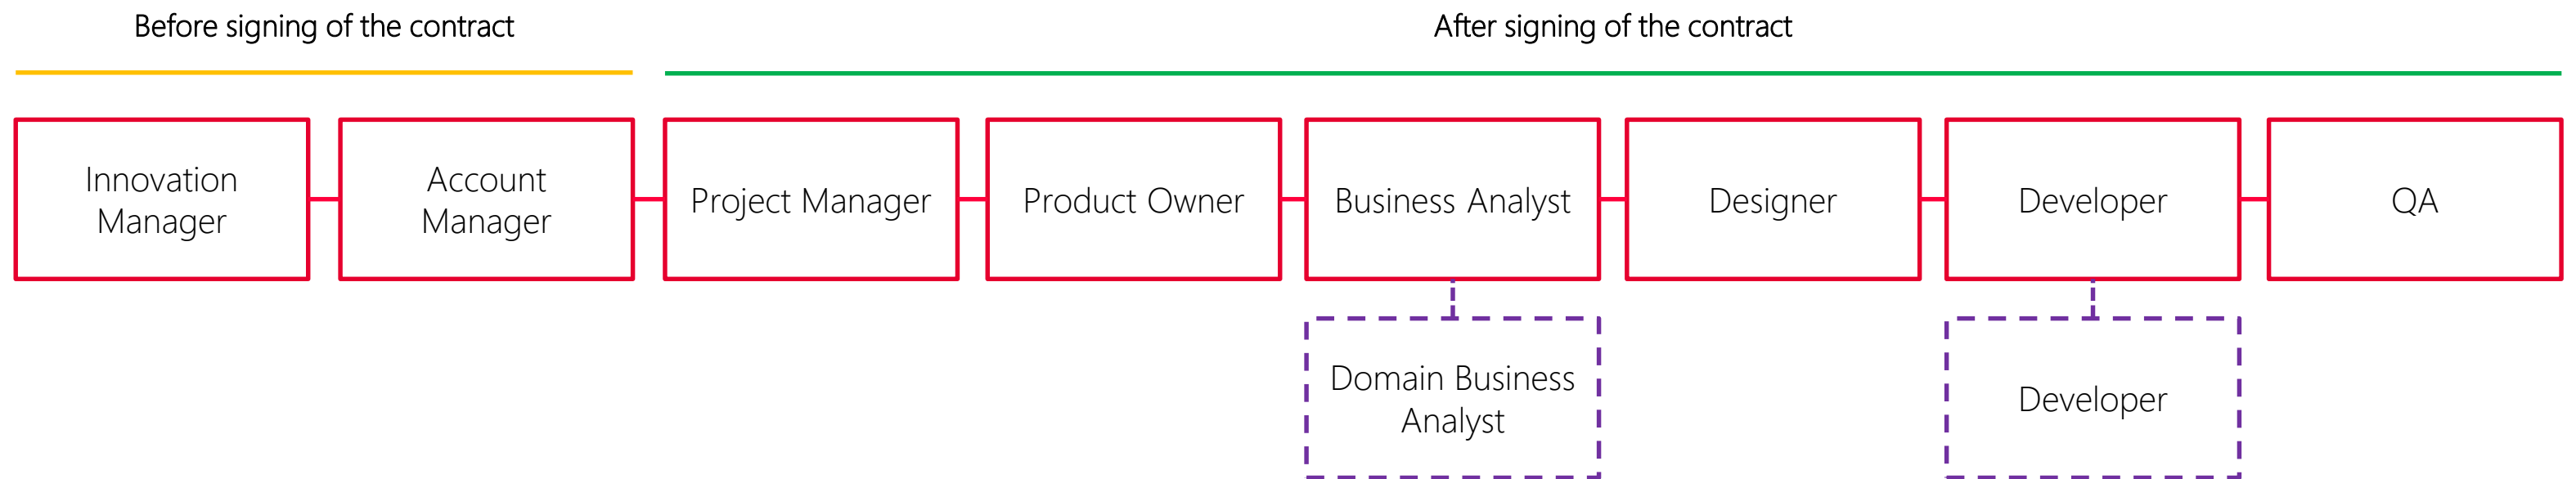 Before signing of the contract
After signing of the contract
Innovation
Manager
Account
Manager
Project Manager
Product Owner
Business Analyst
Designer
Developer
QA
Domain Business
Analyst
Developer